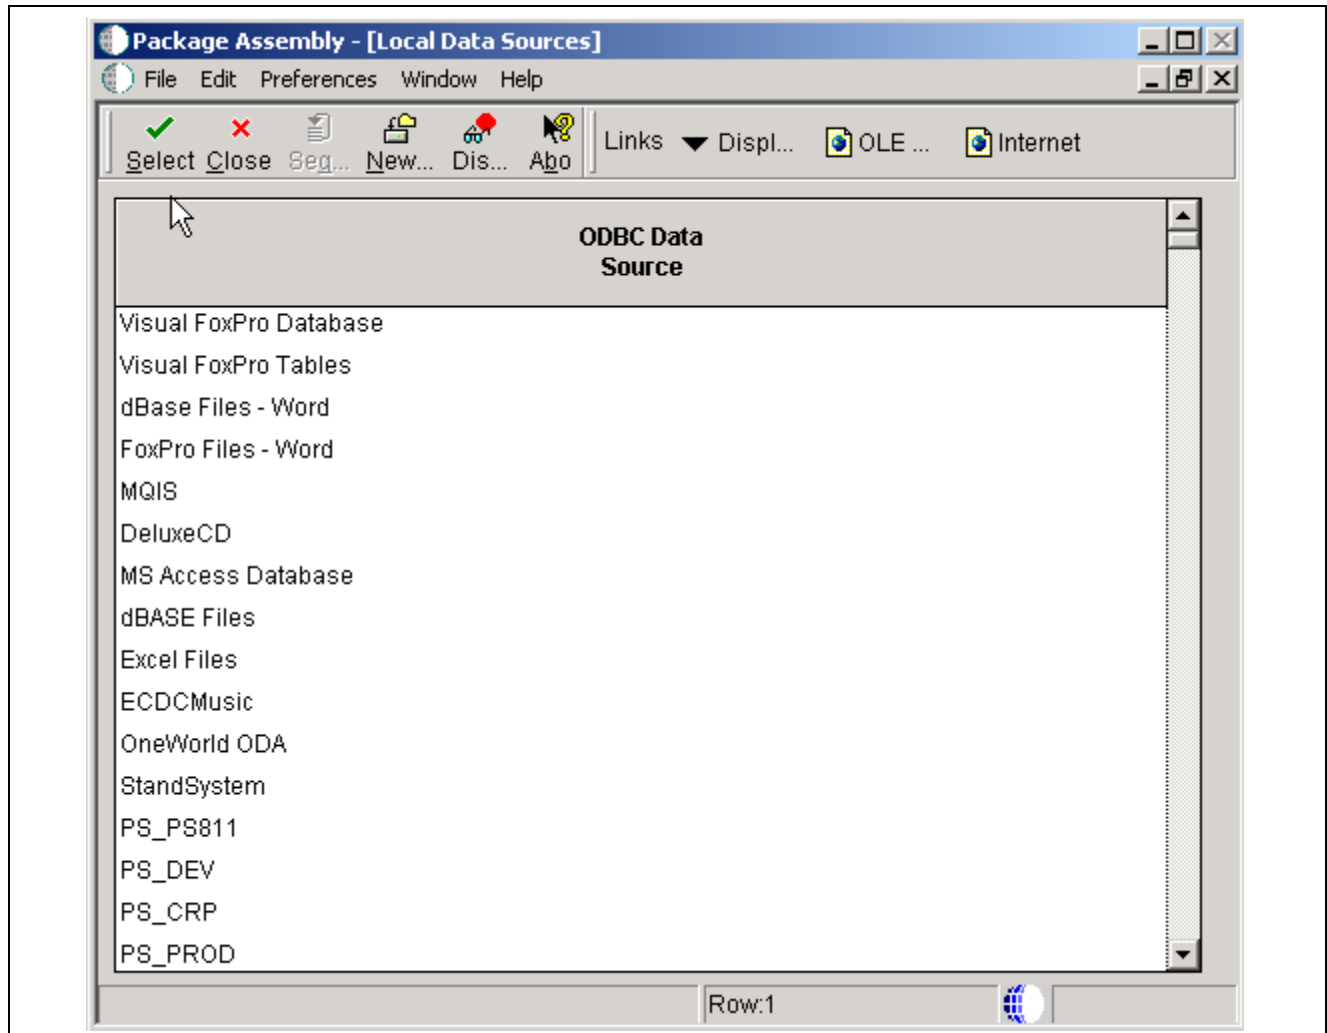 Package Assembly - [Local Data Sources]
File Edit Preferences Window Help
Select Close Seq... New... Dis... Abo Links Displ... OLE ... Internet
ODBC Data
Source
Visual FoxPro Database
Visual FoxPro Tables
dBase Files - Word
FoxPro Files - Word
MQIS
DeluxeCD
MS Access Database
dBASE Files
Excel Files
ECDCMusic
OneWorld ODA
StandSystem
PS_PS811
PS_DEV
PS_CRP
PS_PROD
Row:1